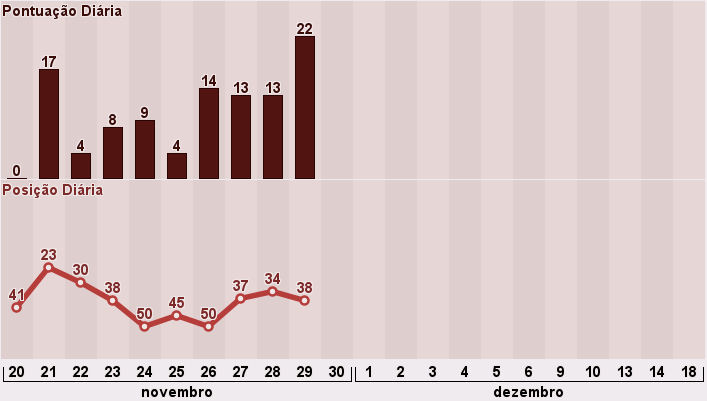 Pontuação Diária
0 17 4 8 9 4 14 13 13 22
Posição Diária
41 23 30 38 50 45 50 37 34 38
20 21 22 23 24 25 26 27 28 29 30 1 2 3 4 5 6 9 10 13 14 18
novembro dezembro